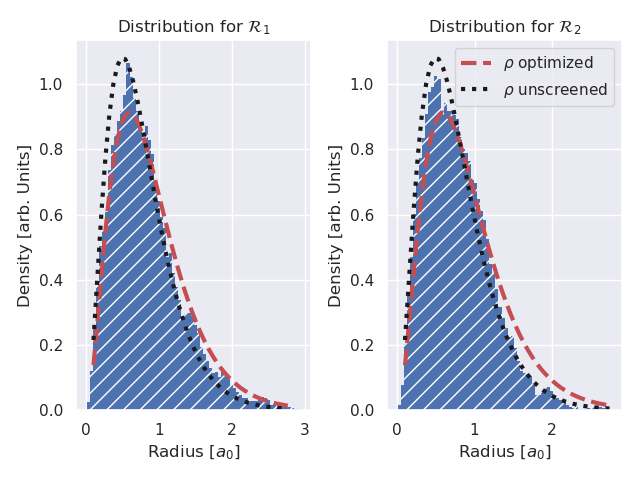 Distribution for ℛ₁
Density [arb. Units]
1.0
0.8
0.6
0.4
0.2
0.0
0 1 2 3
Radius [a₀]
Distribution for ℛ₂
ρ optimized
ρ unscreened
Density [arb. Units]
1.0
0.8
0.6
0.4
0.2
0.0
0 1 2
Radius [a₀]